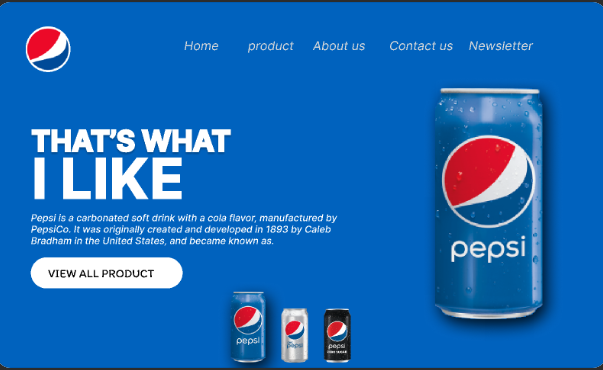 Home product About us Contact us Newsletter
THAT'S WHAT
I LIKE
Pepsi is a carbonated soft drink with a cola flavor, manufactured by
PepsiCo. It was originally created and developed in 1893 by Caleb
Bradham in the United States, and became known as.
VIEW ALL PRODUCT
pepsi
pepsi
pepsi
pepsi
ZERO SUGAR